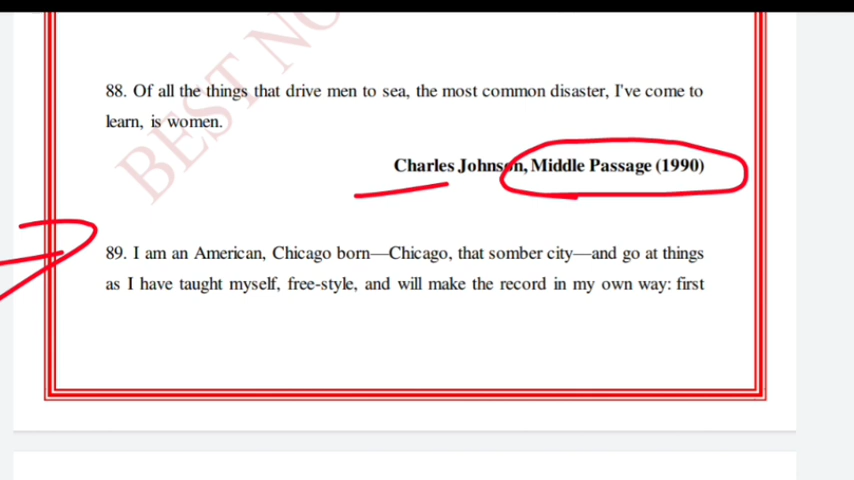 BEST NO
88. Of all the things that drive men to sea, the most common disaster, I've come to
learn, is women.
Charles Johnson, Middle Passage (1990)
89. I am an American, Chicago born—Chicago, that somber city—and go at things
as I have taught myself, free-style, and will make the record in my own way: first